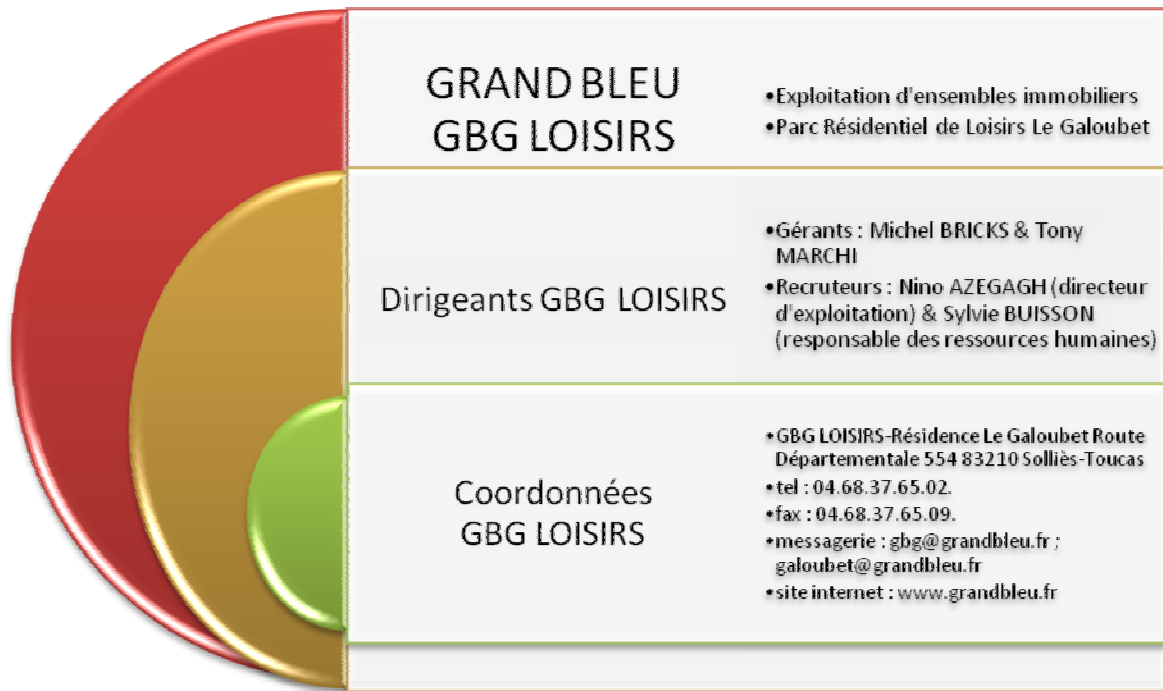 GRAND BLEU
GBG LOISIRS
•Exploitation d'ensembles immobiliers
•Parc Résidentiel de Loisirs Le Galoubet
Dirigeants GBG LOISIRS
•Gérants : Michel BRICKS & Tony
MARCHI
•Recruteurs : Nino AZEGAGH (directeur
d'exploitation) & Sylvie BUISSON
(responsable des ressources humaines)
Coordonnées
GBG LOISIRS
•GBG LOISIRS-Résidence Le Galoubet Route
Départementale 554 83210 Solliès-Toucas
•tel : 04.68.37.65.02.
•fax : 04.68.37.65.09.
•messagerie : gbg@grandbleu.fr ;
galoubet@grandbleu.fr
•site internet : www.grandbleu.fr